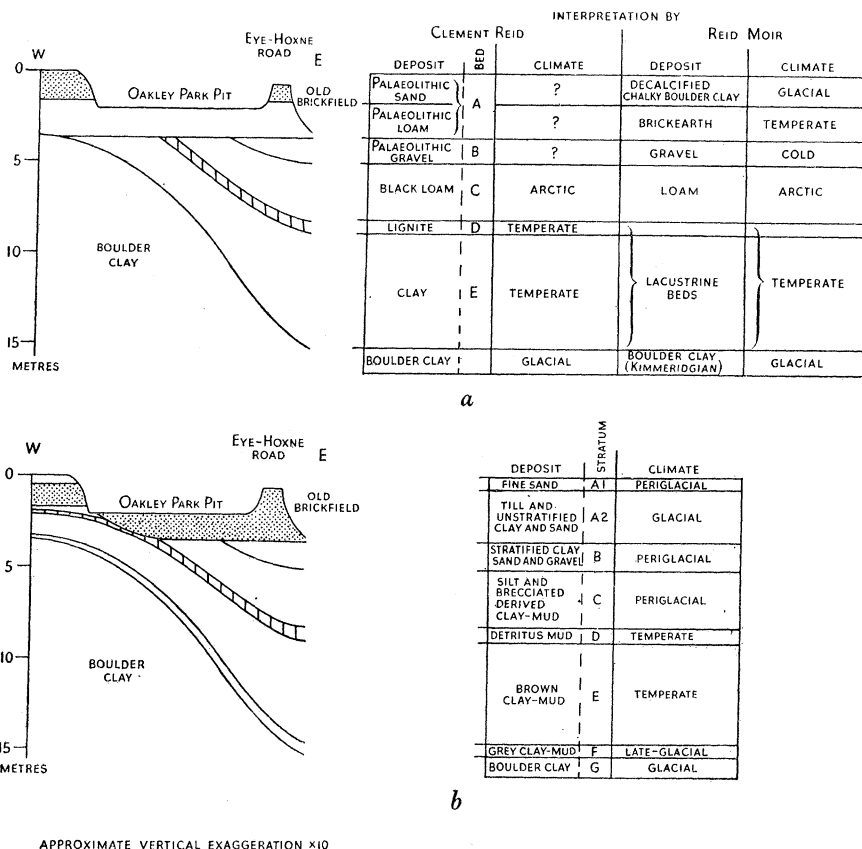 INTERPRETATION BY
CLEMENT REID
REID MOIR
DEPOSIT
BED
CLIMATE
DEPOSIT
CLIMATE
PALAEOLITHIC
SAND
A
?
DECALCIFIED
CHALKY BOULDER CLAY
GLACIAL
PALAEOLITHIC
LOAM
?
BRICKEARTH
TEMPERATE
PALAEOLITHIC
GRAVEL
B
?
GRAVEL
COLD
BLACK LOAM
C
ARCTIC
LOAM
ARCTIC
LIGNITE
D
TEMPERATE
CLAY
E
TEMPERATE
LACUSTRINE
BEDS
TEMPERATE
BOULDER CLAY
GLACIAL
BOULDER CLAY
(KIMMERIDGIAN)
GLACIAL
W
EYE-HOXNE
ROAD
E
0
5
10
15
METRES
OAKLEY PARK PIT
OLD
BRICKFIELD
BOULDER
CLAY
a
W
EYE-HOXNE
ROAD
E
0
5
10
15
METRES
OAKLEY PARK PIT
OLD
BRICKFIELD
BOULDER
CLAY
DEPOSIT
STRATUM
CLIMATE
FINE SAND
A1
PERIGLACIAL
TILL AND
UNSTRATIFIED
CLAY AND SAND
A2
GLACIAL
STRATIFIED CLAY
SAND AND GRAVEL
B
PERIGLACIAL
SILT AND
BRECCIATED
DERIVED
CLAY-MUD
C
PERIGLACIAL
DETRITUS MUD
D
TEMPERATE
BROWN
CLAY-MUD
E
TEMPERATE
GREY CLAY-MUD
F
LATE-GLACIAL
BOULDER CLAY
G
GLACIAL
b
APPROXIMATE VERTICAL EXAGGERATION ×10